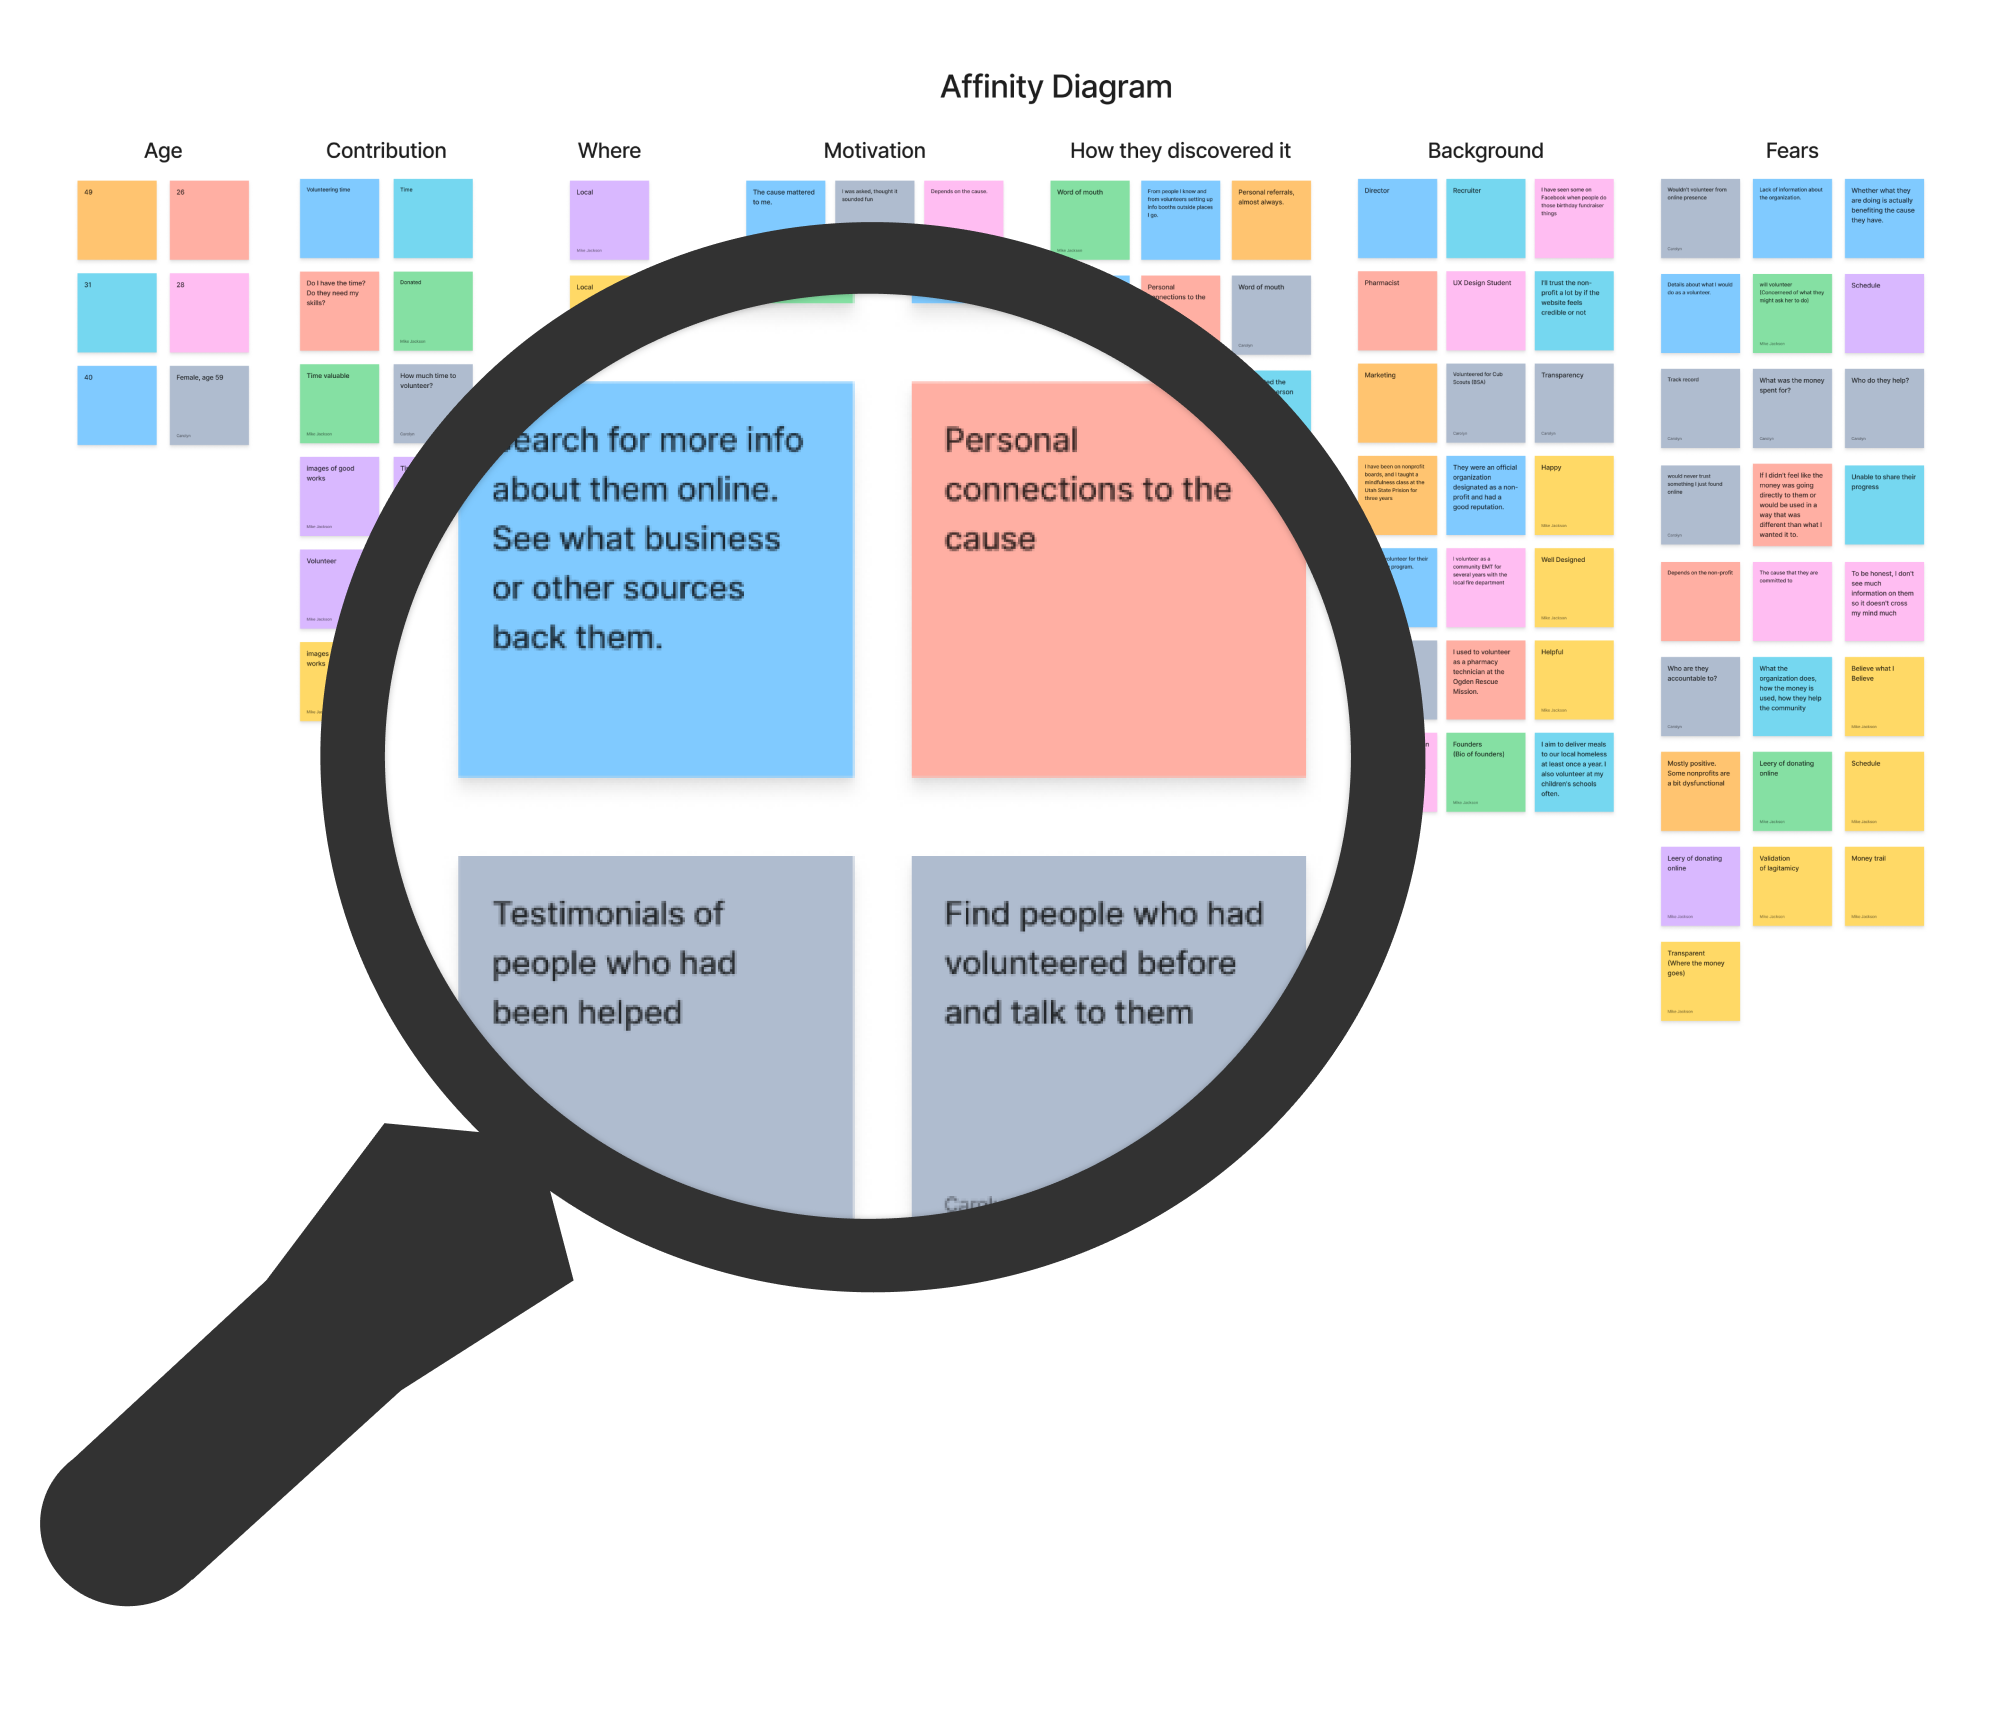 Affinity Diagram
Age
49
26
31
28
40
Female, age 59
Carolyn
Contribution
Volunteering time
Time
Do I have the time?
Do they need my
skills?
Donated
Mike Jackson
Time valuable
Mike Jackson
How much time to
volunteer?
Carolyn
images of good
works
Mike Jackson
Volunteer
Mike Jackson
images
works
Where
Local
Mike Jackson
Local
Motivation
The cause mattered
to me.
I was asked, thought it
sounded fun
Depends on the cause.
How they discovered it
Word of mouth
Mike Jackson
From people I know and
from volunteers setting up
info booths outside places
I go.
Personal referrals,
almost always.
Personal
connections to the
Word of mouth
Carolyn
the
person
Search for more info
about them online.
See what business
or other sources
back them.
Personal
connections to the
cause
Testimonials of
people who had
been helped
Find people who had
volunteered before
and talk to them
Background
Director
Recruiter
I have seen some on
Facebook when people do
those birthday fundraiser
things
Pharmacist
UX Design Student
I'll trust the non-
profit a lot by if the
website feels
credible or not
Marketing
Volunteered for Cub
Scouts (BSA)
Carolyn
Transparency
Carolyn
I have been on nonprofit
boards, and I taught a
mindfulness class at the
Utah State Prision for
three years
They were an official
organization
designated as a non-
profit and had a
good reputation.
Happy
Mike Jackson
volunteer for their
program.
I volunteer as a
community EMT for
several years with the
local fire department
Well Designed
Mike Jackson
I used to volunteer
as a pharmacy
technician at the
Ogden Rescue
Mission.
Helpful
Mike Jackson
Founders
(Bio of founders)
Mike Jackson
I aim to deliver meals
to our local homeless
at least once a year. I
also volunteer at my
children's schools
often.
Fears
Wouldn't volunteer from
online presence
Carolyn
Lack of information about
the organization.
Whether what they
are doing is actually
benefiting the cause
they have.
Details about what I would
do as a volunteer.
will volunteer
(Concerneed of what they
might ask her to do)
Mike Jackson
Schedule
Track record
Carolyn
What was the money
spent for?
Carolyn
Who do they help?
Carolyn
would never trust
something I just found
online
Carolyn
If I didn't feel like the
money was going
directly to them or
would be used in a
way that was
different than what I
wanted it to.
Unable to share their
progress
Depends on the non-profit
The cause that they are
committed to
To be honest, I don't
see much
information on them
so it doesn't cross
my mind much
Who are they
accountable to?
Carolyn
What the
organization does,
how the money is
used, how they help
the community
Believe what I
Believe
Mike Jackson
Mostly positive.
Some nonprofits are
a bit dysfunctional
Leery of donating
online
Mike Jackson
Schedule
Mike Jackson
Leery of donating
online
Mike Jackson
Validation
of lagitamicy
Mike Jackson
Money trail
Mike Jackson
Transparent
(Where the money
goes)
Mike Jackson